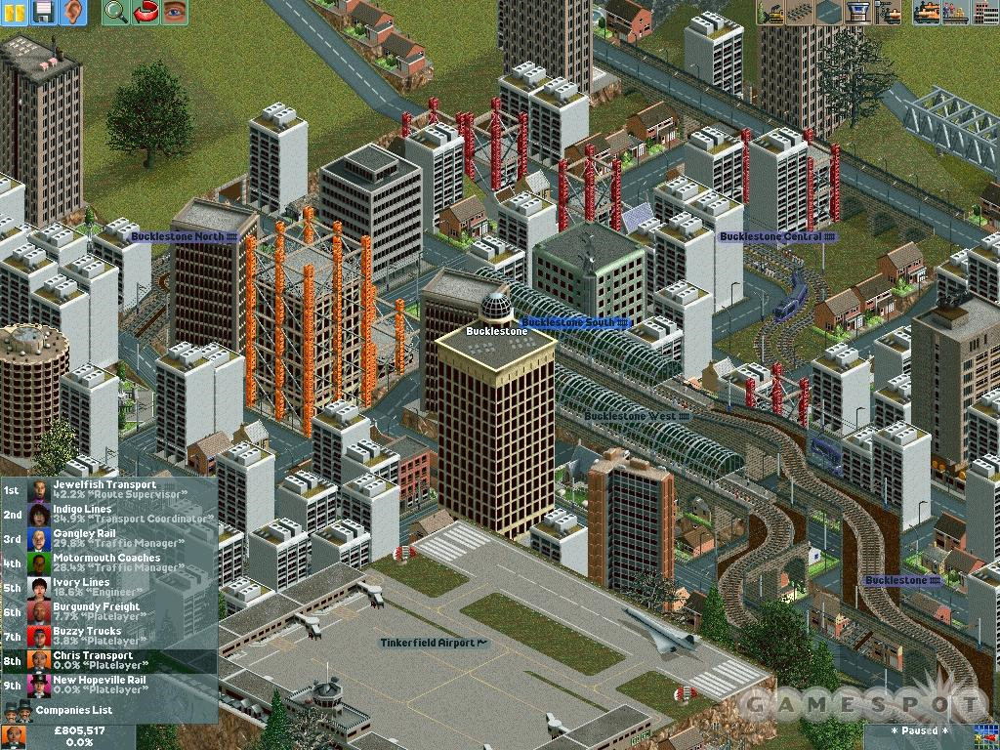 Bucklestone North
Bucklestone Central
Bucklestone South
Bucklestone
Bucklestone West
Bucklestone
Tinkerfield Airport
1st Jewelfish Transport
42.2% "Route Supervisor"
2nd Indigo Lines
34.9% "Transport Coordinator"
3rd Gangley Rail
29.8% "Traffic Manager"
4th Motormouth Coaches
28.4% "Traffic Manager"
5th Ivory Lines
18.6% "Engineer"
6th Burgundy Freight
7.7% "Platelayer"
7th Buzzy Trucks
3.8% "Platelayer"
8th Chris Transport
0.0% "Platelayer"
9th New Hopeville Rail
0.0% "Platelayer"
Companies List
£805,517
0.0%
GAMESPOT
* Paused *